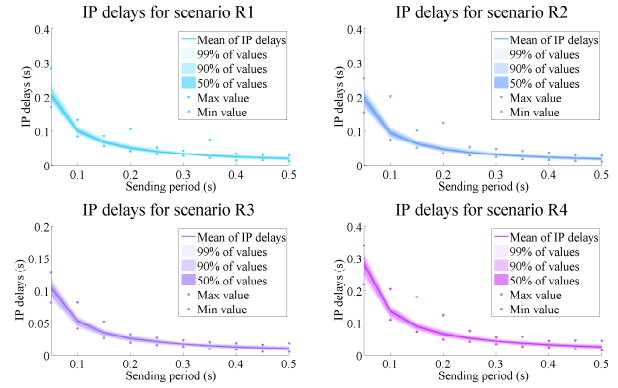 IP delays for scenario R1
0.4
0.3
0.2
0.1
0
IP delays (s)
Mean of IP delays
99% of values
90% of values
50% of values
Max value
Min value
0.1
0.2
0.3
0.4
0.5
Sending period (s)
IP delays for scenario R2
0.4
0.3
0.2
0.1
0
IP delays (s)
Mean of IP delays
99% of values
90% of values
50% of values
Max value
Min value
0.1
0.2
0.3
0.4
0.5
Sending period (s)
IP delays for scenario R3
0.2
0.15
0.1
0.05
0
IP delays (s)
Mean of IP delays
99% of values
90% of values
50% of values
Max value
Min value
0.1
0.2
0.3
0.4
0.5
Sending period (s)
IP delays for scenario R4
0.4
0.3
0.2
0.1
0
IP delays (s)
Mean of IP delays
99% of values
90% of values
50% of values
Max value
Min value
0.1
0.2
0.3
0.4
0.5
Sending period (s)